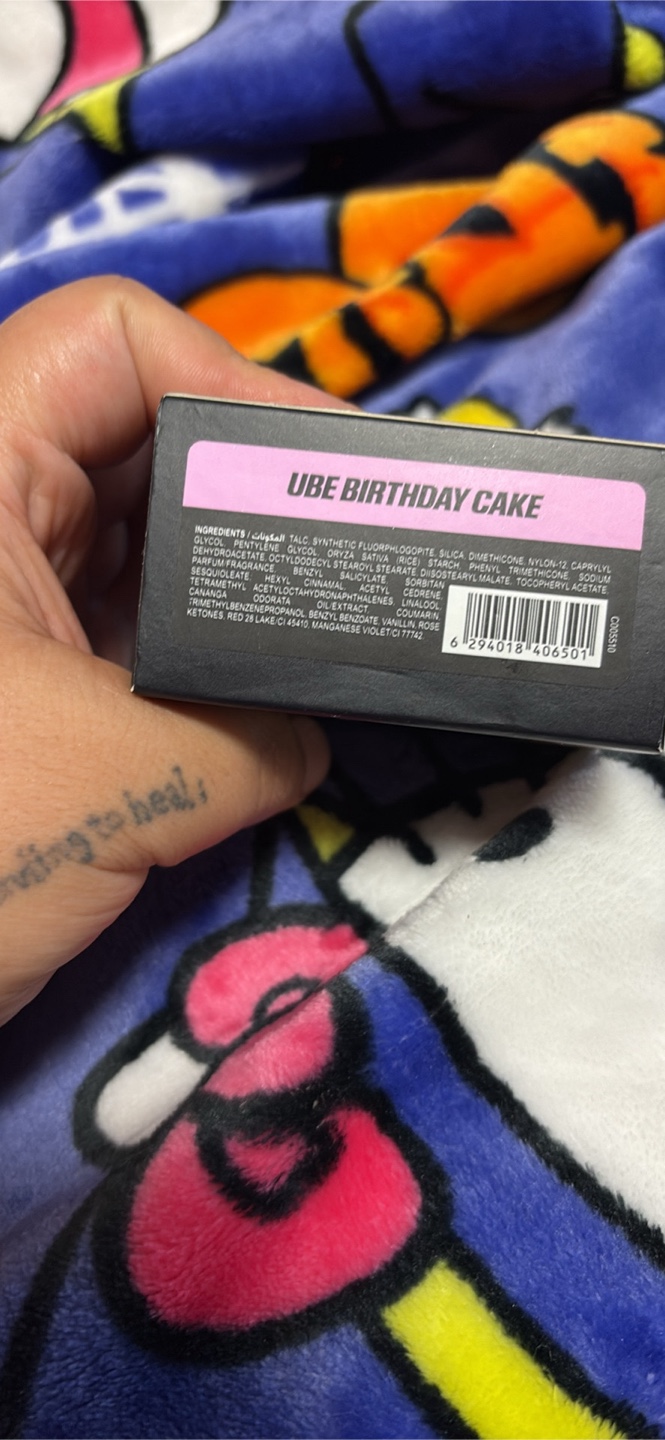 UBE BIRTHDAY CAKE
INGREDIENTS / المكونات TALC, SYNTHETIC FLUORPHLOGOPITE, SILICA, DIMETHICONE, NYLON-12, CAPRYLYL
GLYCOL, PENTYLENE GLYCOL, ORYZA SATIVA (RICE) STARCH, PHENYL TRIMETHICONE, SODIUM
DEHYDROACETATE, OCTYLDODECYL STEAROYL STEARATE, DIISOSTEARYL MALATE, TOCOPHERYL ACETATE,
PARFUM/FRAGRANCE, BENZYL SALICYLATE, SORBITAN
SESQUIOLEATE HEXYL CINNAMAL, ACETYL CEDRENE,
TETRAMETHYL ACETYLOCTAHYDRONAPHTHALENES, LINALOOL,
CANANGA ODORATA OIL/EXTRACT, COUMARIN,
TRIMETHYLBENZENEPROPANOL, BENZYL BENZOATE, VANILLIN, ROSE
KETONES, RED 28 LAKE/CI 45410, MANGANESE VIOLET/CI 77742.
6 294018 406501
C005510
to heal,